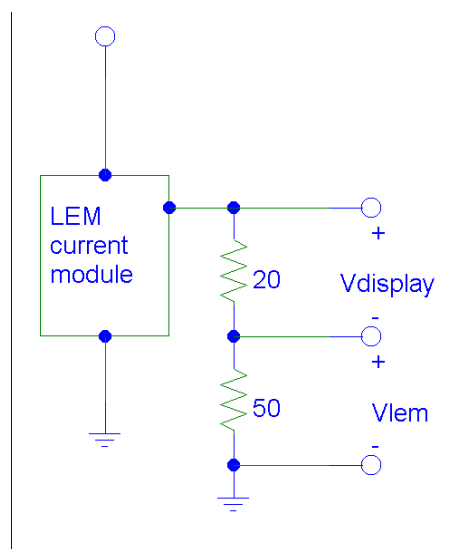 LEM
current
module
+
20
Vdisplay
-
+
50
Vlem
-